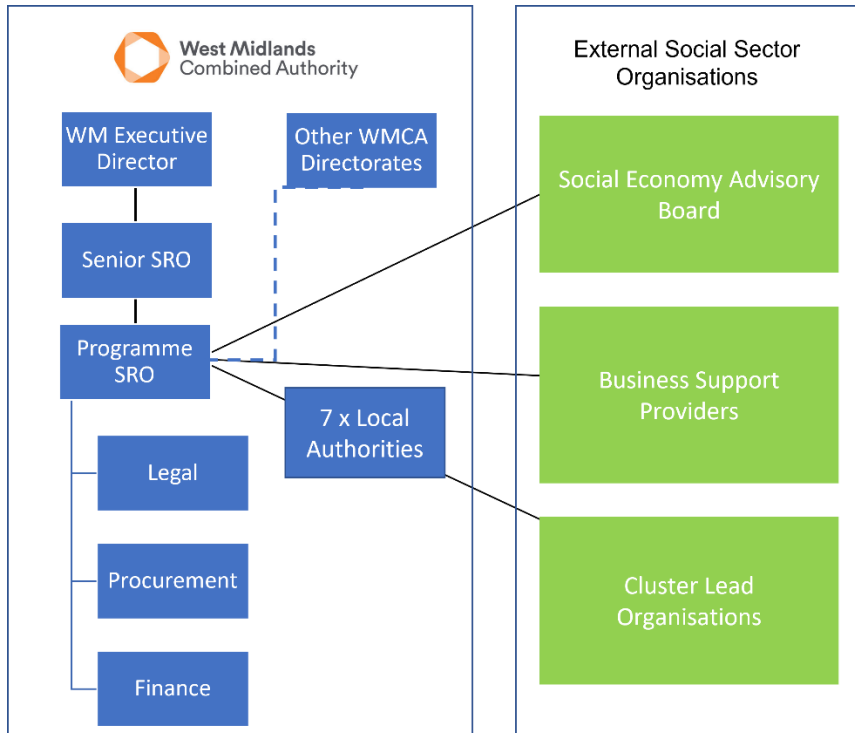 West Midlands
Combined Authority
External Social Sector
Organisations
WM Executive
Director
Other WMCA
Directorates
Social Economy Advisory
Board
Senior SRO
Programme
SRO
Business Support
Providers
7 x Local
Authorities
Legal
Procurement
Cluster Lead
Organisations
Finance